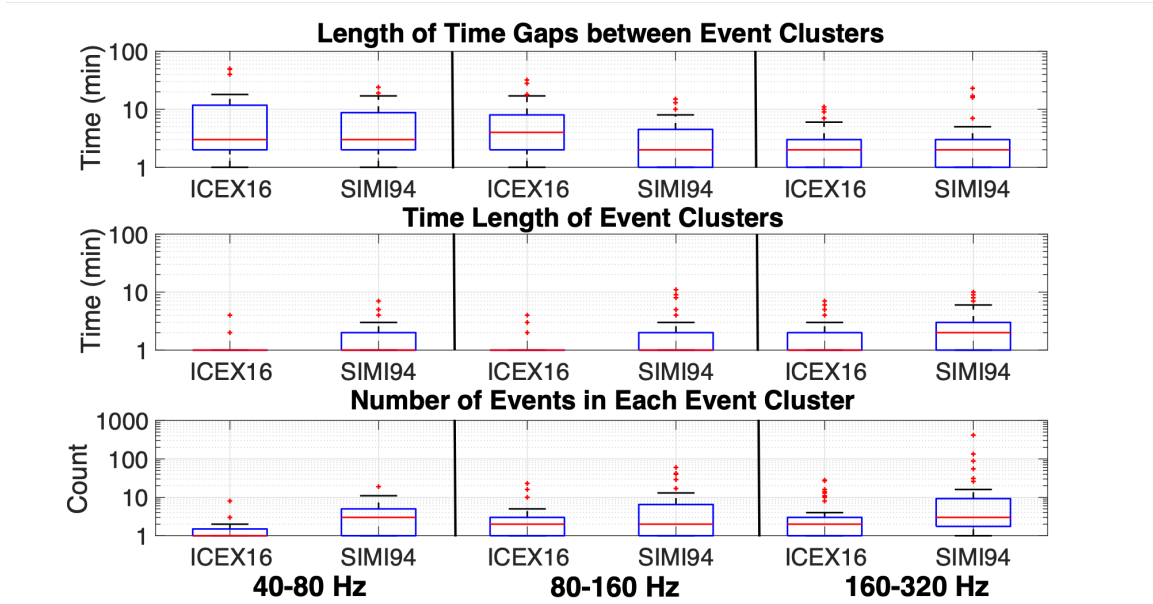 Length of Time Gaps between Event Clusters
Time (min)
100
10
1
ICEX16 SIMI94 ICEX16 SIMI94 ICEX16 SIMI94
Time Length of Event Clusters
Time (min)
100
10
1
ICEX16 SIMI94 ICEX16 SIMI94 ICEX16 SIMI94
Number of Events in Each Event Cluster
Count
1000
100
10
1
ICEX16 SIMI94 ICEX16 SIMI94 ICEX16 SIMI94
40-80 Hz 80-160 Hz 160-320 Hz